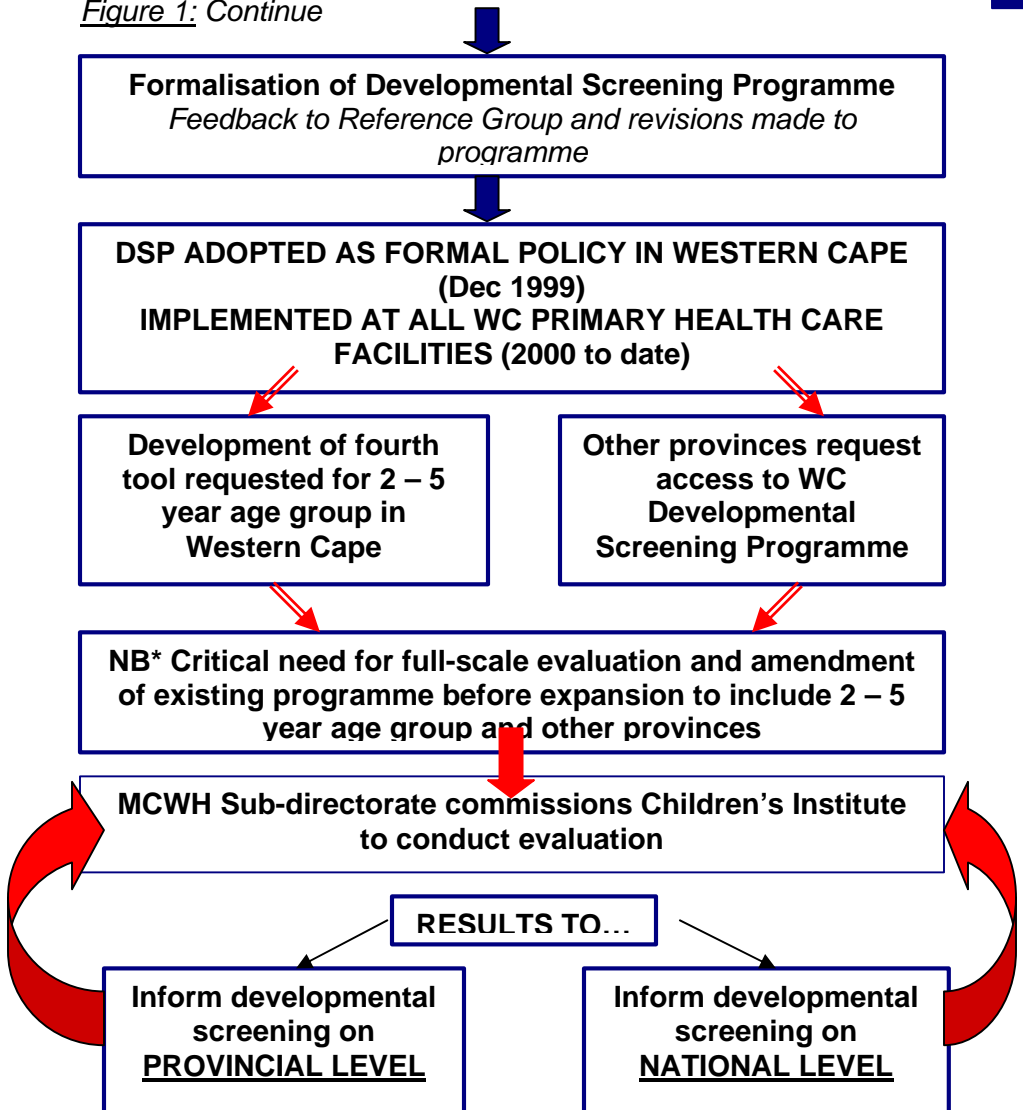 Figure 1: Continue
Formalisation of Developmental Screening Programme
Feedback to Reference Group and revisions made to
programme
DSP ADOPTED AS FORMAL POLICY IN WESTERN CAPE
(Dec 1999)
IMPLEMENTED AT ALL WC PRIMARY HEALTH CARE
FACILITIES (2000 to date)
Development of fourth
tool requested for 2 – 5
year age group in
Western Cape
Other provinces request
access to WC
Developmental
Screening Programme
NB* Critical need for full-scale evaluation and amendment
of existing programme before expansion to include 2 – 5
year age group and other provinces
MCWH Sub-directorate commissions Children’s Institute
to conduct evaluation
RESULTS TO…
Inform developmental
screening on
PROVINCIAL LEVEL
Inform developmental
screening on
NATIONAL LEVEL